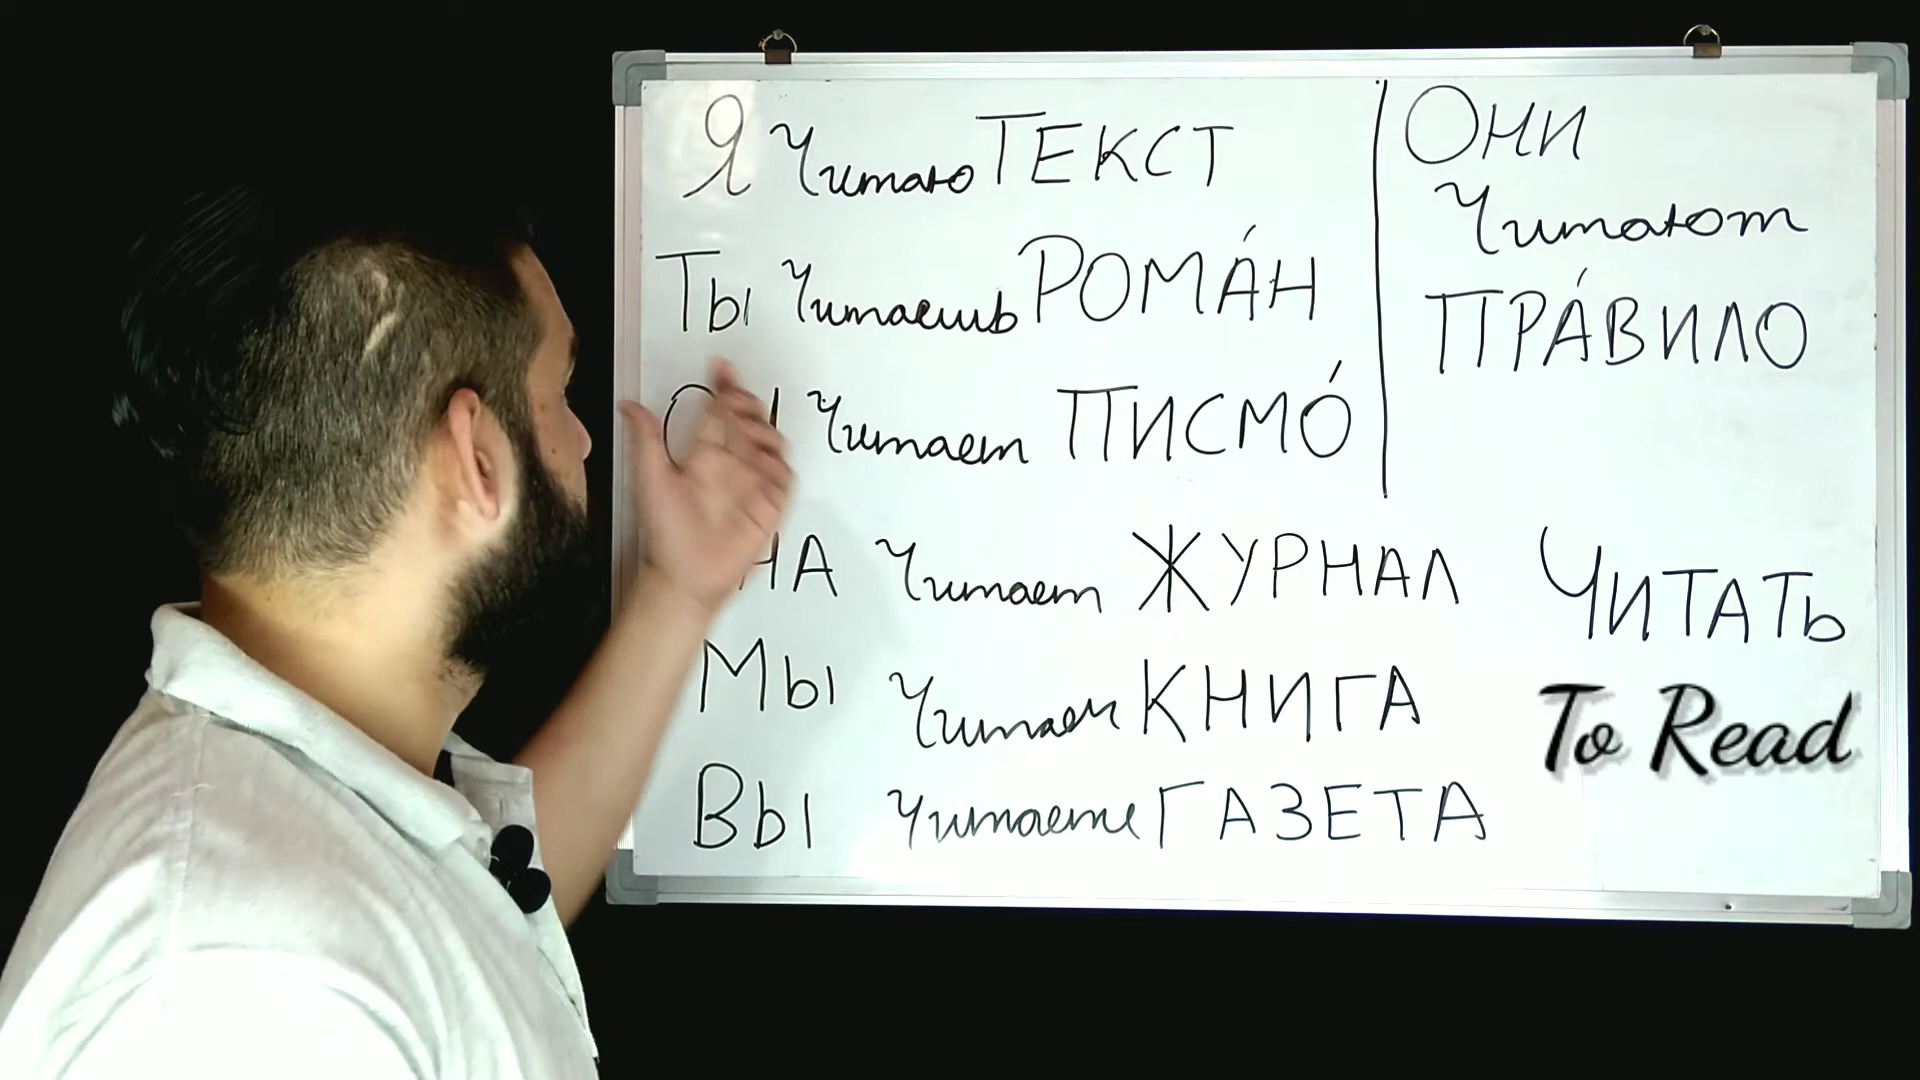 Я Читаю ТЕКСТ
Ты Читаешь РОМА́Н
Читает ПИСМО́
НА Читает ЖУРНАЛ
Мы Читаем КНИГА
Вы Читаете ГАЗЕТА
Они
Читают
ПРА́ВИЛО
ЧИТАТЬ
To Read